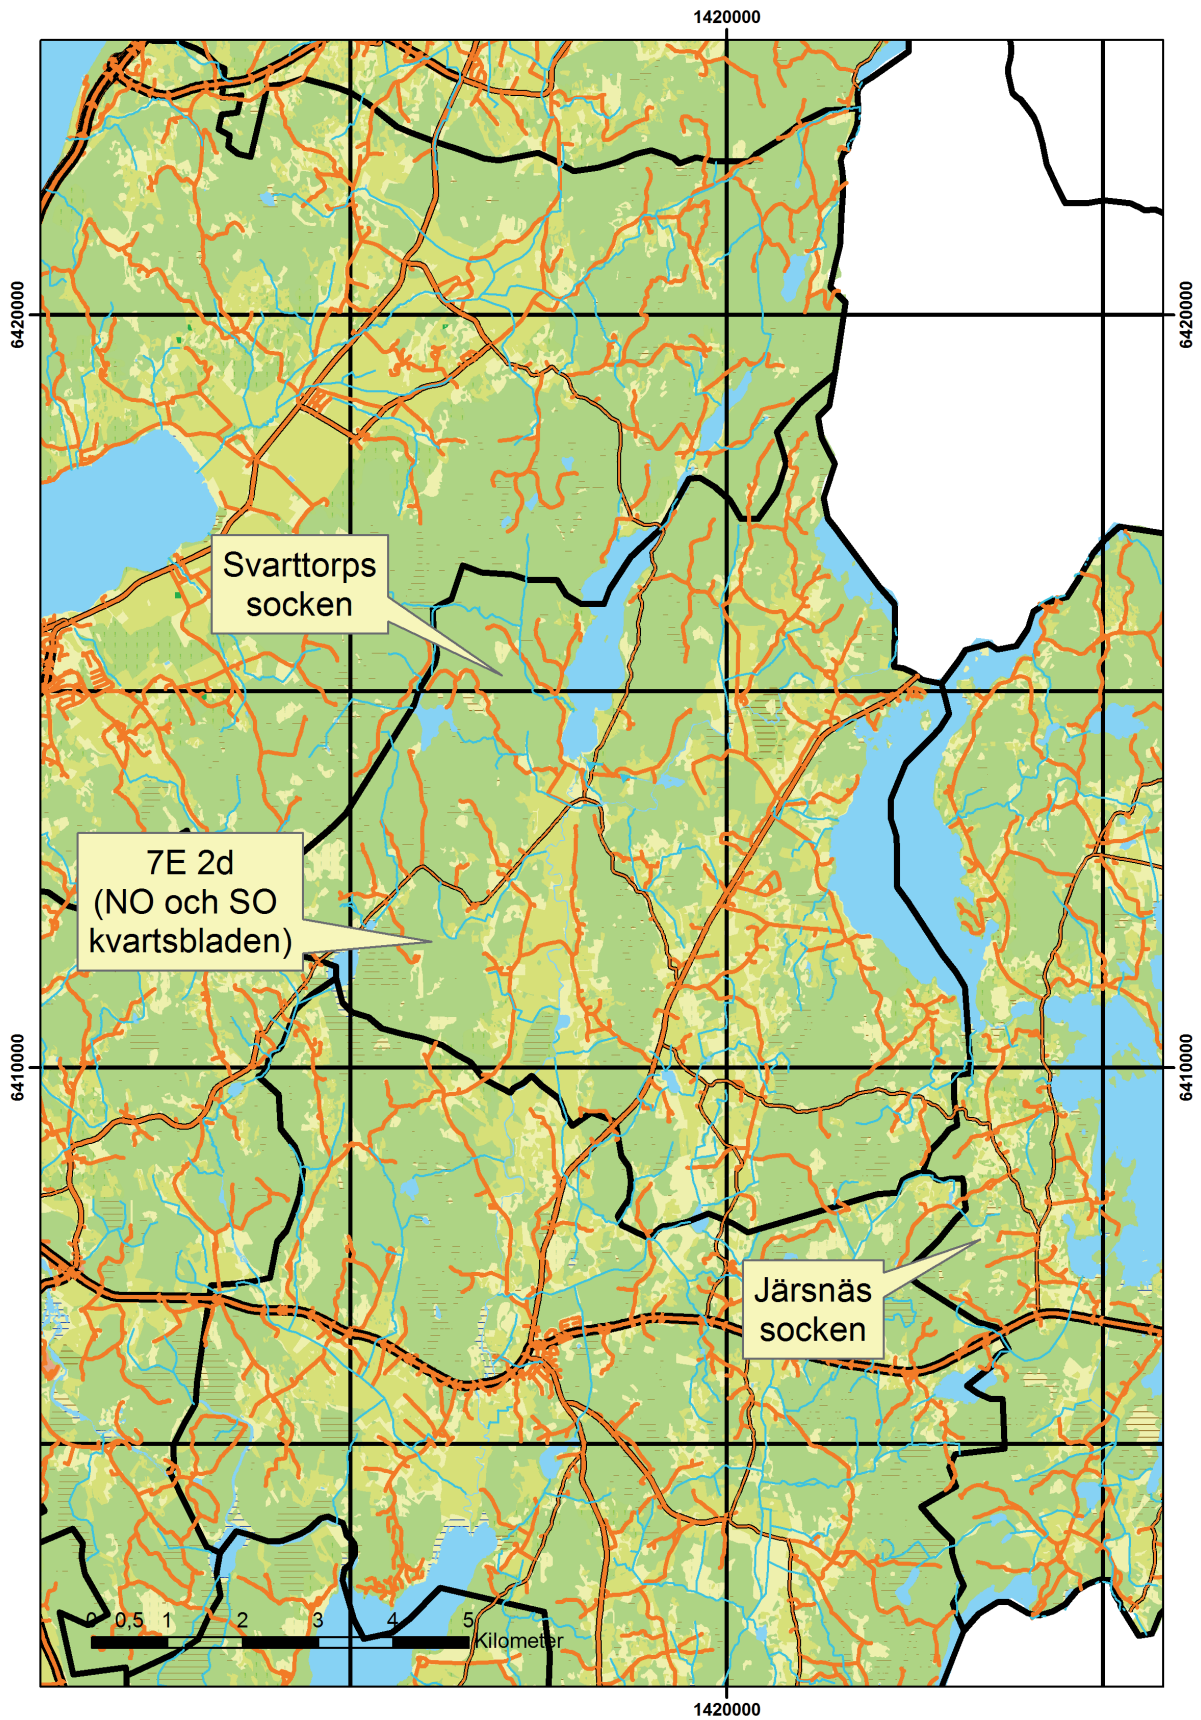 1420000
6420000
6420000
Svarttorps
socken
7E 2d
(NO och SO
kvartsbladen)
6410000
6410000
Järsnäs
socken
0 0,5 1 2 3 4 5
Kilometer
1420000